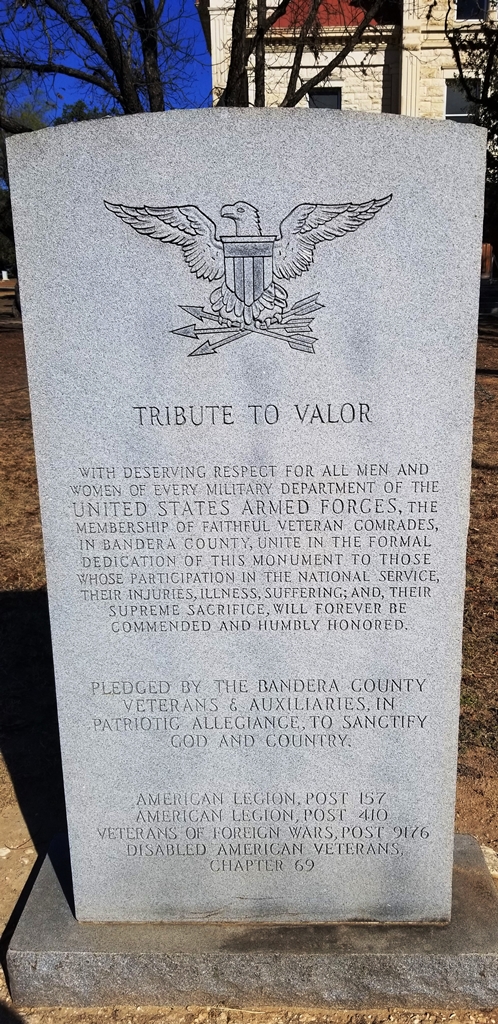 TRIBUTE TO VALOR
WITH DESERVING RESPECT FOR ALL MEN AND
WOMEN OF EVERY MILITARY DEPARTMENT OF THE
UNITED STATES ARMED FORCES, THE
MEMBERSHIP OF FAITHFUL VETERAN COMRADES,
IN BANDERA COUNTY, UNITE IN THE FORMAL
DEDICATION OF THIS MONUMENT TO THOSE
WHOSE PARTICIPATION IN THE NATIONAL SERVICE,
THEIR INJURIES, ILLNESS, SUFFERING; AND, THEIR
SUPREME SACRIFICE, WILL FOREVER BE
COMMENDED AND HUMBLY HONORED.
PLEDGED BY THE BANDERA COUNTY
VETERANS & AUXILIARIES, IN
PATRIOTIC ALLEGIANCE, TO SANCTIFY
GOD AND COUNTRY.
AMERICAN LEGION, POST 157
AMERICAN LEGION, POST 410
VETERANS OF FOREIGN WARS, POST 9176
DISABLED AMERICAN VETERANS,
CHAPTER 69